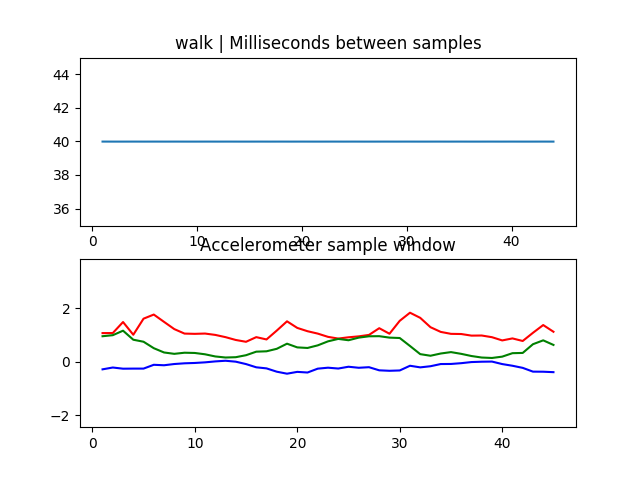 walk | Milliseconds between samples
44
42
40
38
36
0 10 20 30 40
Accelerometer sample window
2
0
−2
0 10 20 30 40